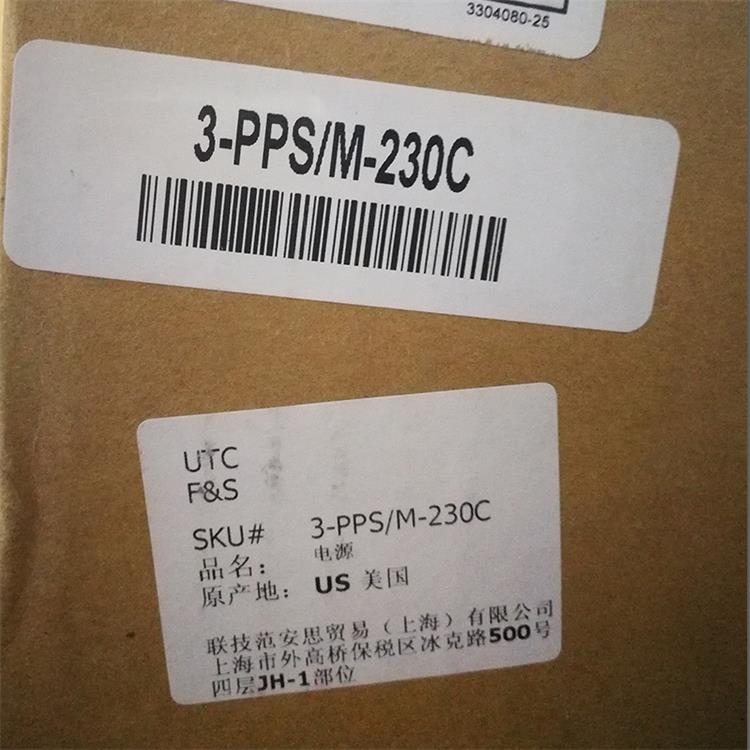 3304080-25
3-PPS/M-230C
UTC
F&S
SKU# 3-PPS/M-230C
品名: 电源
原产地: US 美国
联技范安思贸易（上海）有限公司
上海市外高桥保税区冰克路500号
四层JH-1部位